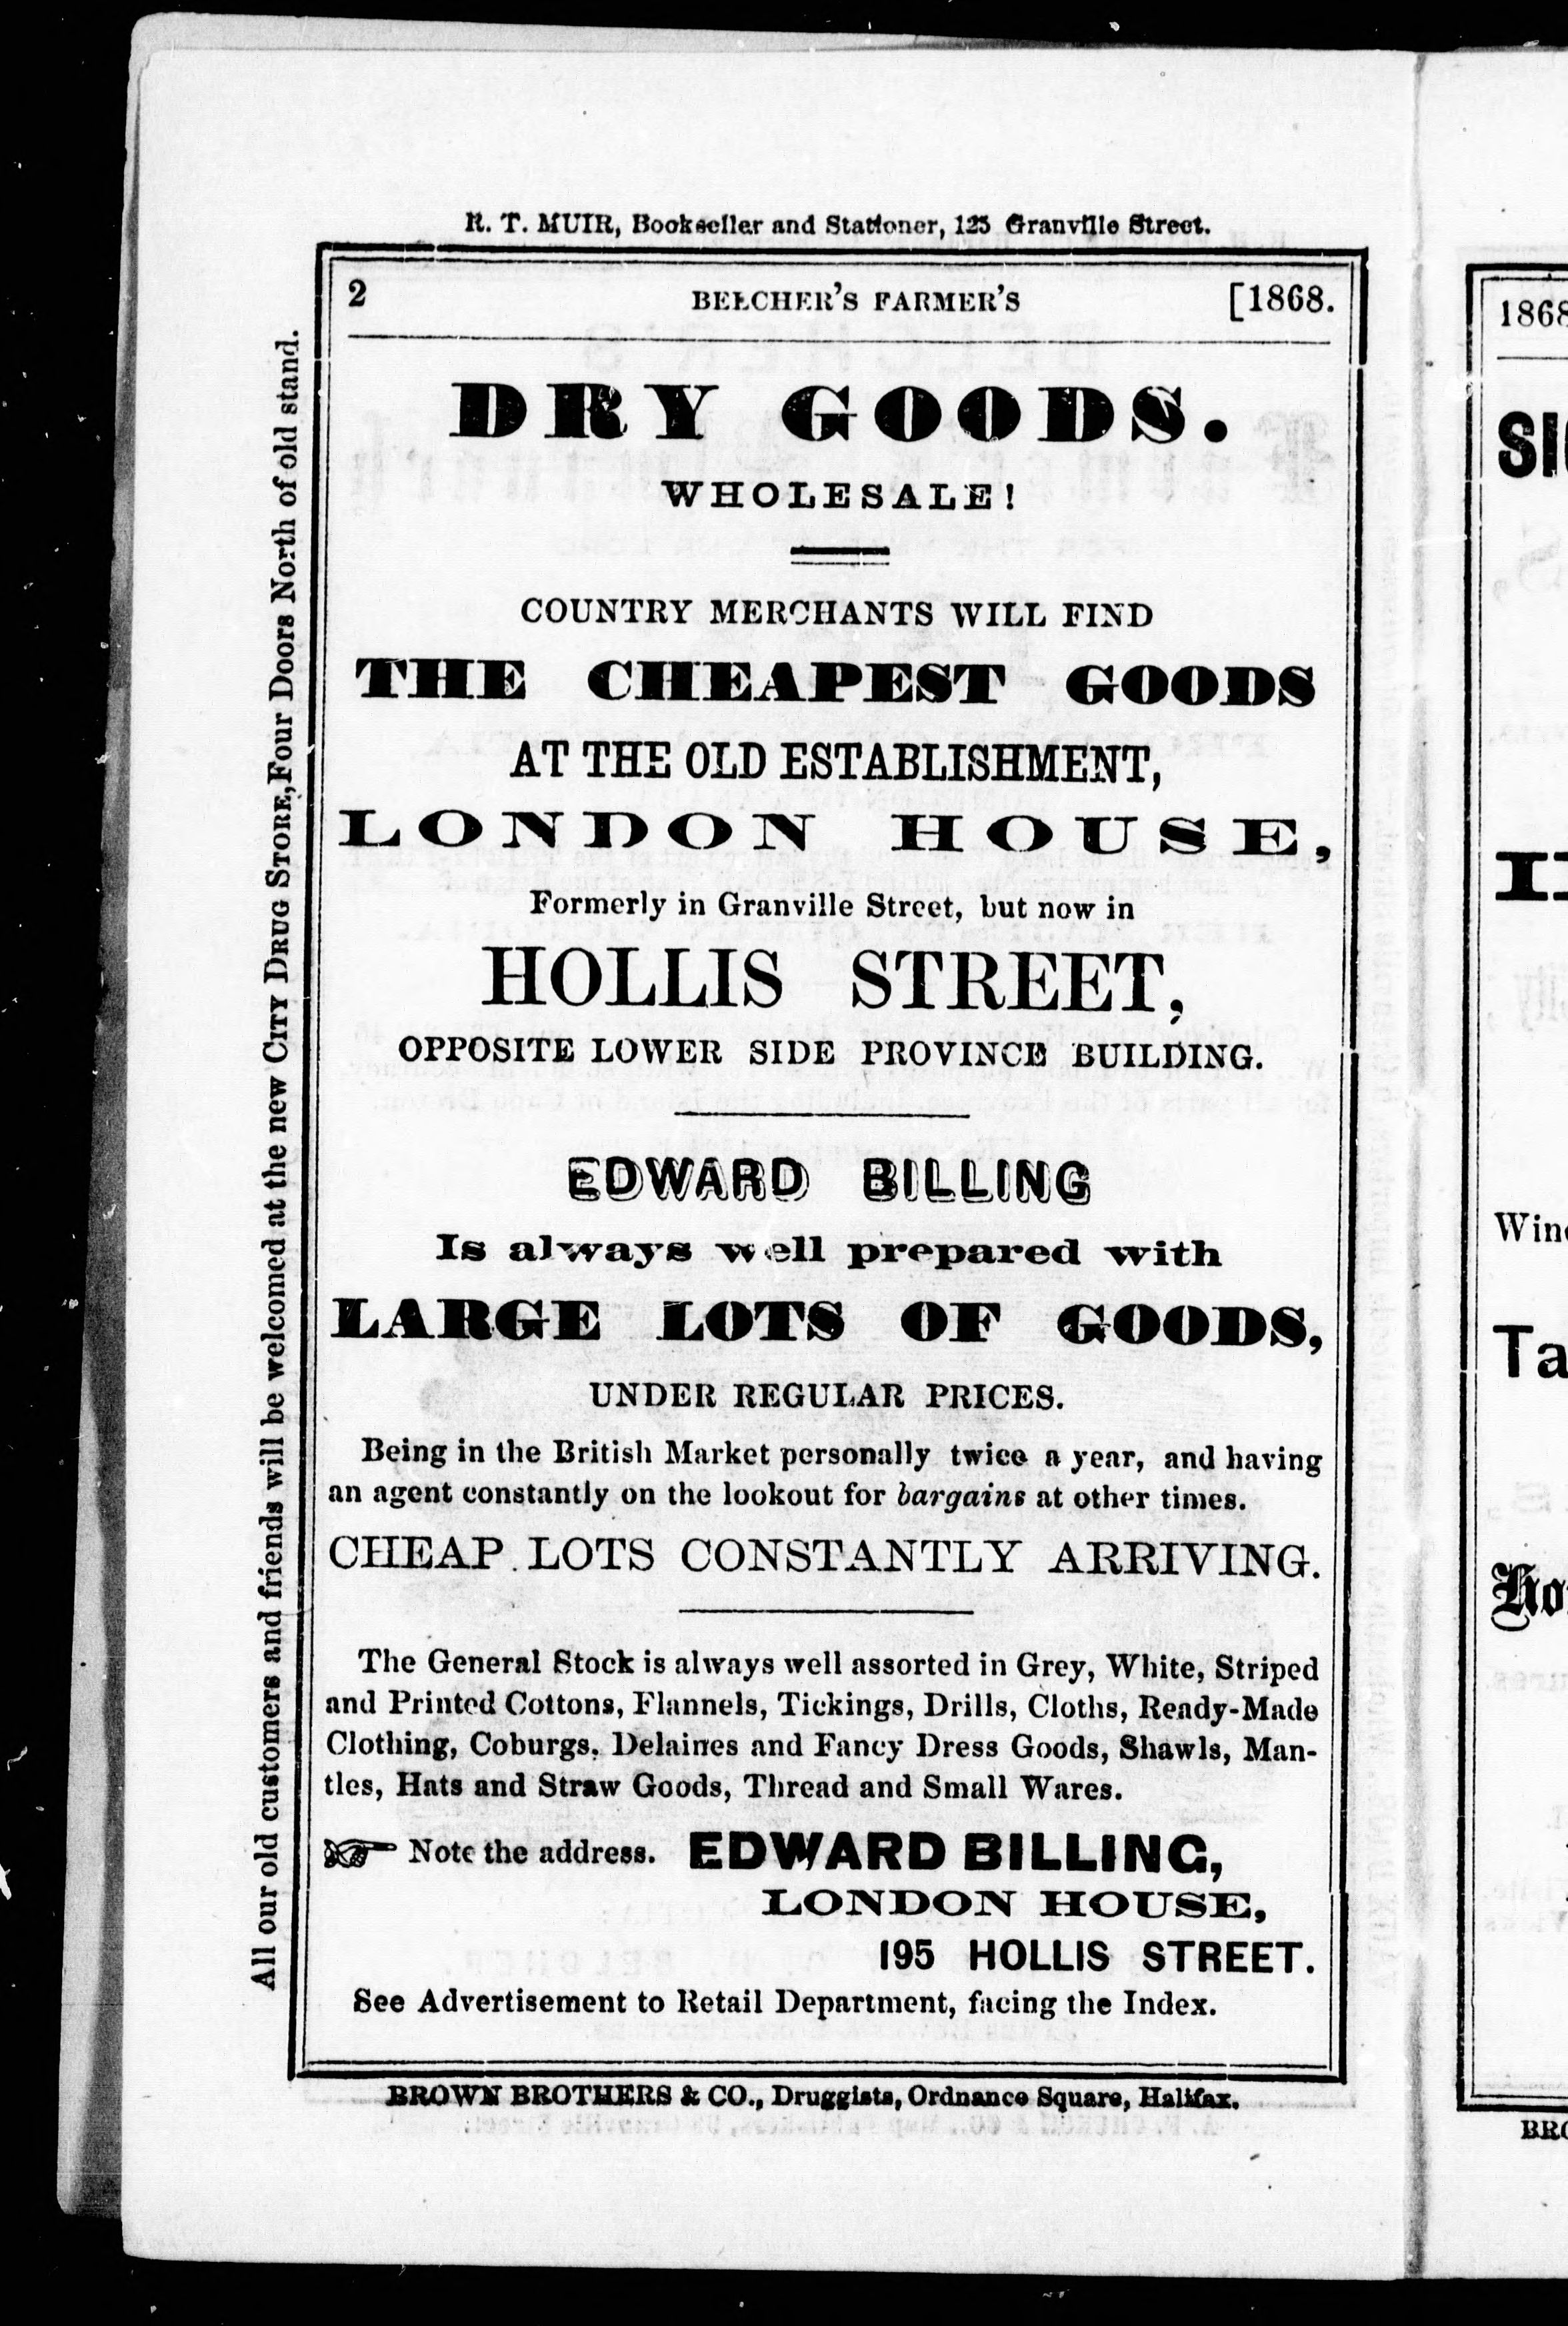 R. T. MUIR, Bookseller and Stationer, 125 Granville Street.
2 BELCHER'S FARMER'S [1868.
DRY GOODS.
WHOLESALE!
COUNTRY MERCHANTS WILL FIND
THE CHEAPEST GOODS
AT THE OLD ESTABLISHMENT,
LONDON HOUSE,
Formerly in Granville Street, but now in
HOLLIS STREET,
OPPOSITE LOWER SIDE PROVINCE BUILDING.
EDWARD BILLING
Is always well prepared with
LARGE LOTS OF GOODS,
UNDER REGULAR PRICES.
Being in the British Market personally twice a year, and having
an agent constantly on the lookout for bargains at other times.
CHEAP LOTS CONSTANTLY ARRIVING.
The General Stock is always well assorted in Grey, White, Striped
and Printed Cottons, Flannels, Tickings, Drills, Cloths, Ready-Made
Clothing, Coburgs, Delaines and Fancy Dress Goods, Shawls, Man-
tles, Hats and Straw Goods, Thread and Small Wares.
☞ Note the address. EDWARD BILLING,
LONDON HOUSE,
195 HOLLIS STREET.
See Advertisement to Retail Department, facing the Index.
BROWN BROTHERS & CO., Druggists, Ordnance Square, Halifax.
All our old customers and friends will be welcomed at the new CITY DRUG STORE, Four Doors North of old stand.
1868